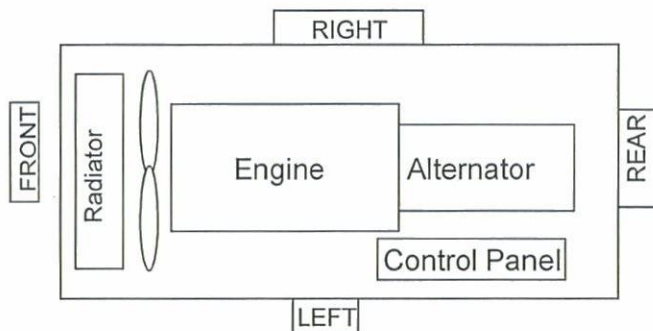 RIGHT
FRONT
Radiator
Engine
Alternator
REAR
Control Panel
LEFT